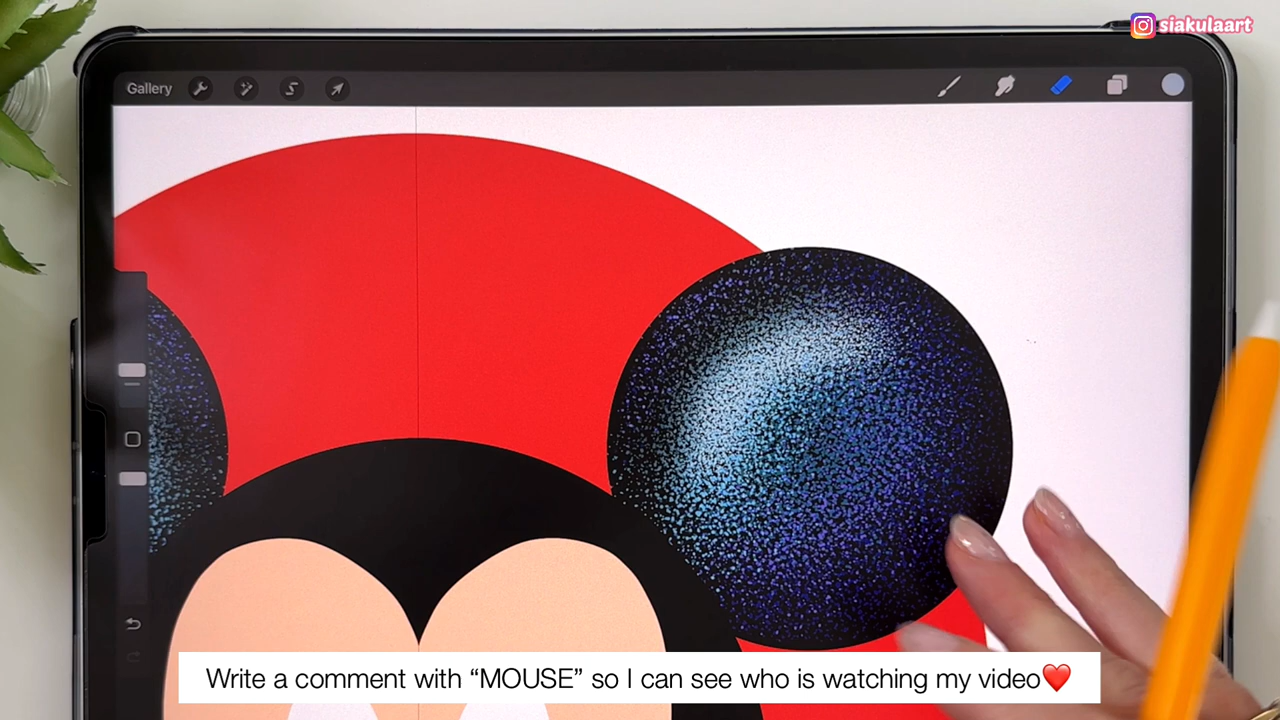 siakulaart
Gallery
Write a comment with “MOUSE” so I can see who is watching my video❤️